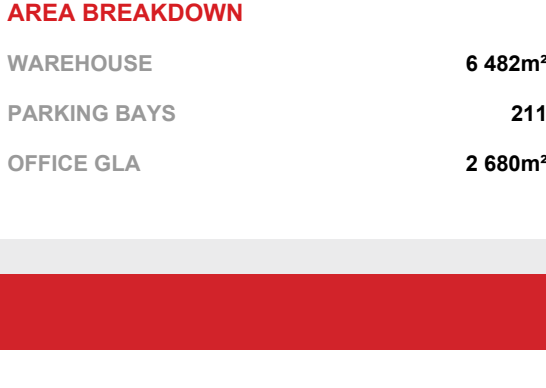 AREA BREAKDOWN
WAREHOUSE 6 482m²
PARKING BAYS 211
OFFICE GLA 2 680m²